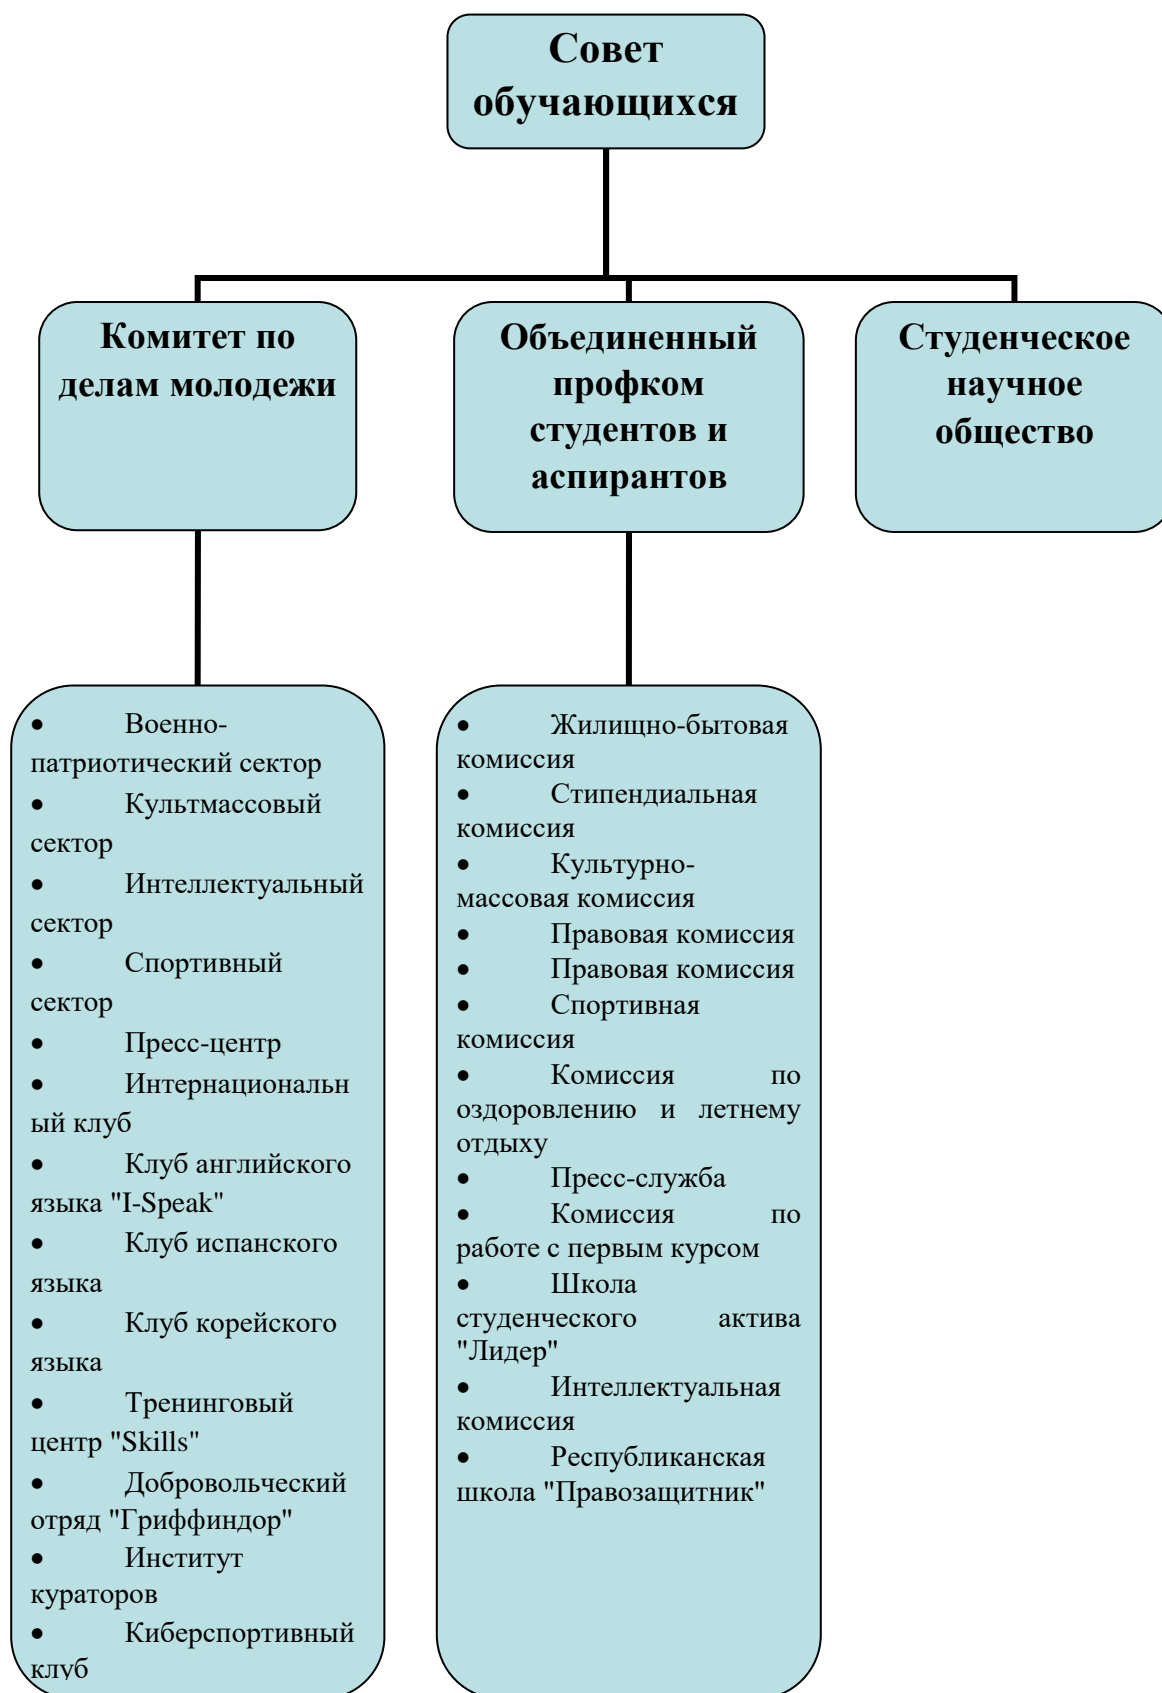 Совет
обучающихся
Комитет по
делам молодежи
Объединенный
профком
студентов и
аспирантов
Студенческое
научное
общество
• Военно-
патриотический сектор
• Культмассовый
сектор
• Интеллектуальный
сектор
• Спортивный
сектор
• Пресс-центр
• Интернациональн
ый клуб
• Клуб английского
языка "I-Speak"
• Клуб испанского
языка
• Клуб корейского
языка
• Тренинговый
центр "Skills"
• Добровольческий
отряд "Гриффиндор"
• Институт
кураторов
• Киберспортивный
клуб
• Жилищно-бытовая
комиссия
• Стипендиальная
комиссия
• Культурно-
массовая комиссия
• Правовая комиссия
• Правовая комиссия
• Спортивная
комиссия
• Комиссия по
оздоровлению и летнему
отдыху
• Пресс-служба
• Комиссия по
работе с первым курсом
• Школа
студенческого актива
"Лидер"
• Интеллектуальная
комиссия
• Республиканская
школа "Правозащитник"